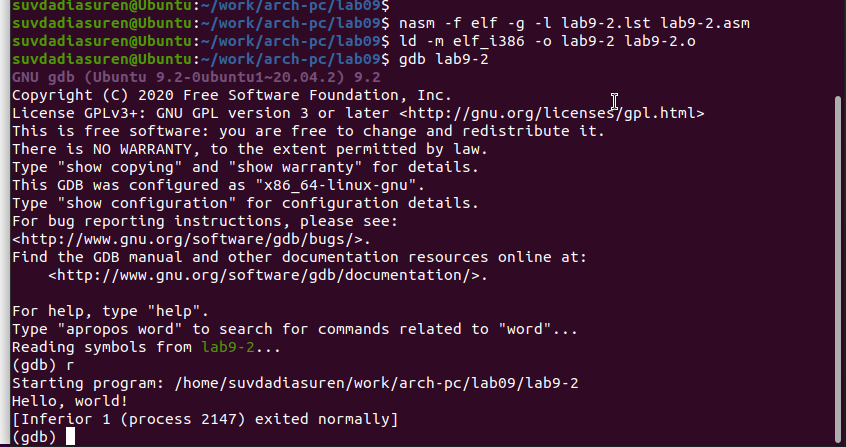 suvdadiasuren@Ubuntu:~/work/arch-pc/lab09$
suvdadiasuren@Ubuntu:~/work/arch-pc/lab09$ nasm -f elf -g -l lab9-2.lst lab9-2.asm
suvdadiasuren@Ubuntu:~/work/arch-pc/lab09$ ld -m elf_i386 -o lab9-2 lab9-2.o
suvdadiasuren@Ubuntu:~/work/arch-pc/lab09$ gdb lab9-2
GNU gdb (Ubuntu 9.2-0ubuntu1~20.04.2) 9.2
Copyright (C) 2020 Free Software Foundation, Inc.
License GPLv3+: GNU GPL version 3 or later <http://gnu.org/licenses/gpl.html>
This is free software: you are free to change and redistribute it.
There is NO WARRANTY, to the extent permitted by law.
Type "show copying" and "show warranty" for details.
This GDB was configured as "x86_64-linux-gnu".
Type "show configuration" for configuration details.
For bug reporting instructions, please see:
<http://www.gnu.org/software/gdb/bugs/>.
Find the GDB manual and other documentation resources online at:
    <http://www.gnu.org/software/gdb/documentation/>.

For help, type "help".
Type "apropos word" to search for commands related to "word"...
Reading symbols from lab9-2...
(gdb) r
Starting program: /home/suvdadiasuren/work/arch-pc/lab09/lab9-2
Hello, world!
[Inferior 1 (process 2147) exited normally]
(gdb)